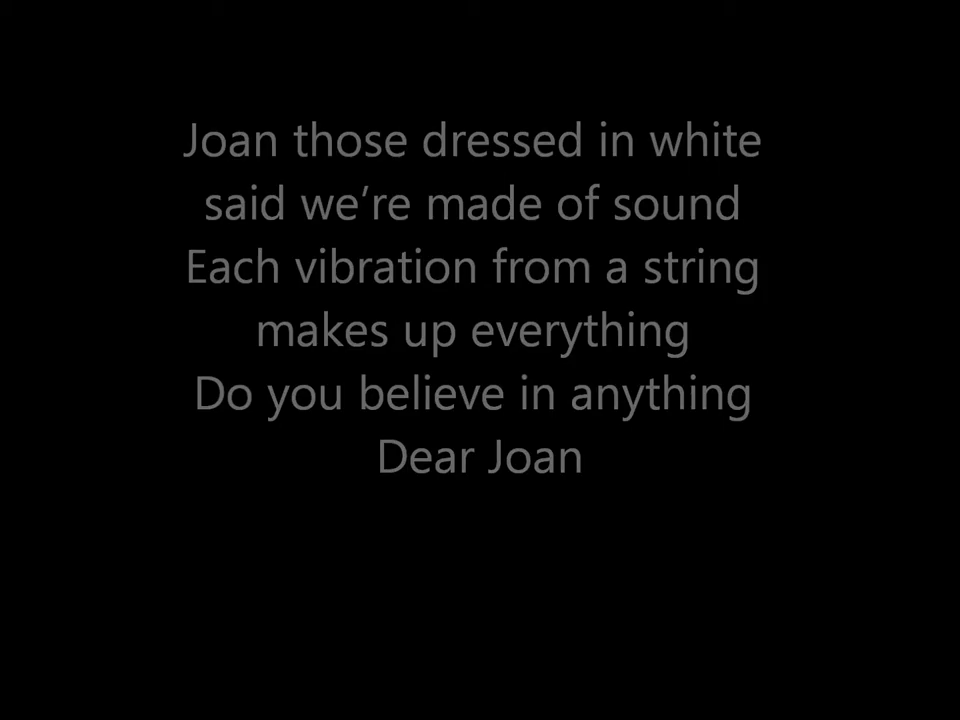 Joan those dressed in white
said we’re made of sound
Each vibration from a string
makes up everything
Do you believe in anything
Dear Joan